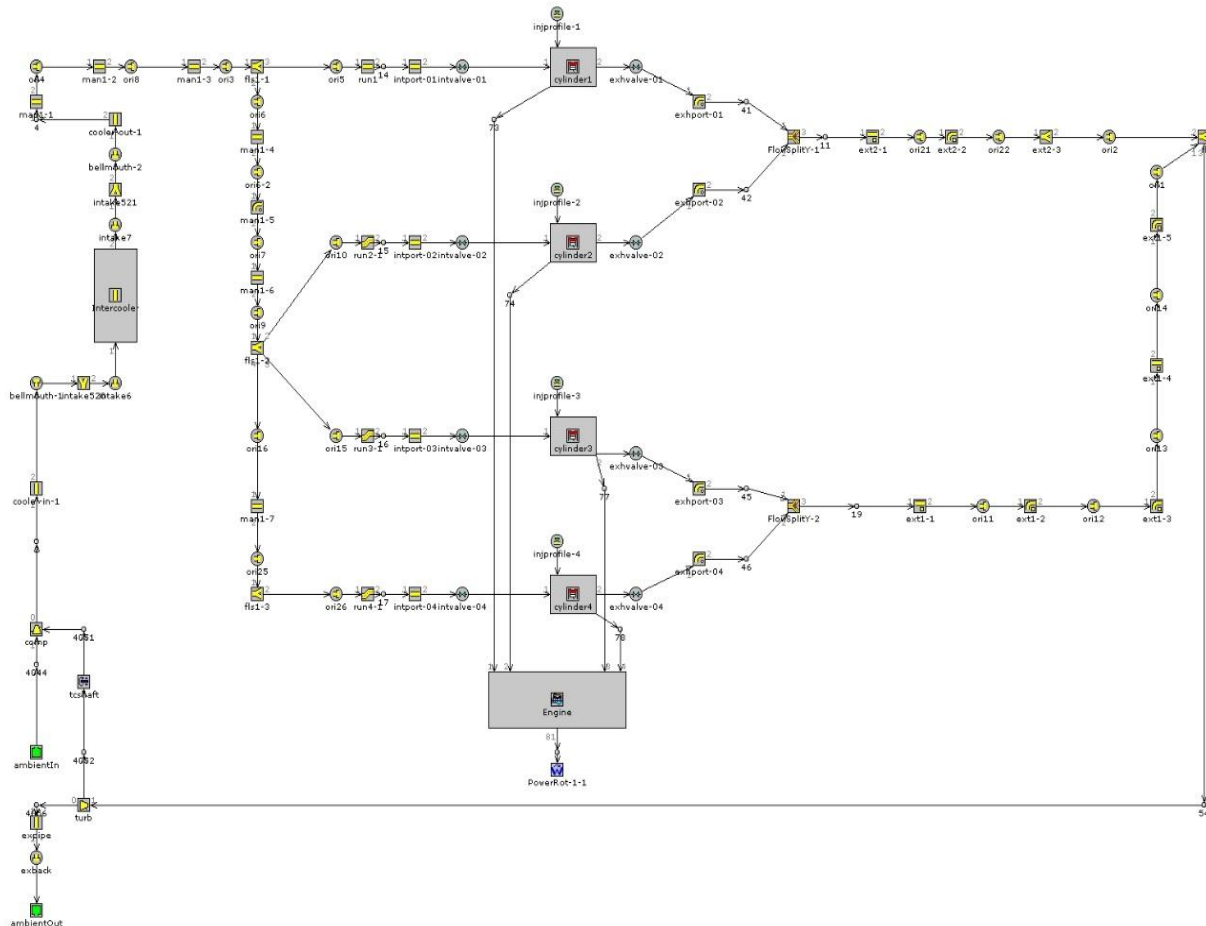 injprofile-1
ori4 man1-2 ori8 man1-3 ori3 fls1-1 ori5 run1 14 intport-01 intvalve-01 cylinder1 exhvalve-01
man1-1 4 coolerout-1 ori6 73 exhport-01 41
man1-4 FlowSplitY-1 11 ext2-1 ori21 ext2-2 ori22 ext2-3 ori2
bellmouth-2 ori6-2 injprofile-2 exhport-02 42 ori1
intake521 man1-5
intake7 ori7 ori10 run2-1 15 intport-02 intvalve-02 cylinder2 exhvalve-02 ext1-5
man1-6 74
Intercooler ori9 ori14
fls1-2
bellmouth-1 intake6 injprofile-3 ext1-4
ori16 ori15 run3-1 16 intport-03 intvalve-03 cylinder3 exhvalve-03 ori13
cooler-in-1 77 exhport-03 45
man1-7 FlowSplitY-2 19 ext1-1 ori11 ext1-2 ori12 ext1-3
injprofile-4
ori25 exhport-04 46
fls1-3 ori26 run4-1 17 intport-04 intvalve-04 cylinder4 exhvalve-04
comp 78
tcshaft Engine
81
ambientIn PowerRot-1-1
turb 54
expipe
exback
ambientOut